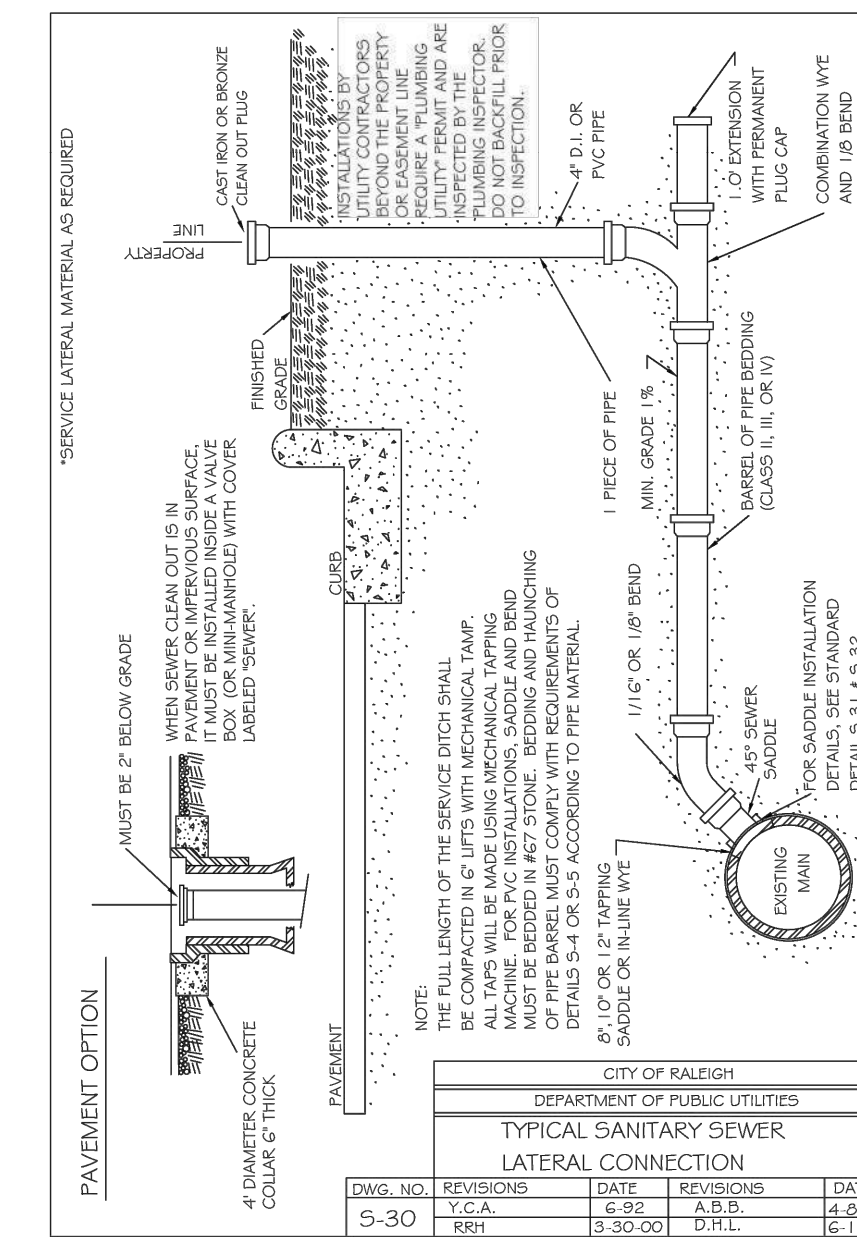 *SERVICE LATERAL MATERIAL AS REQUIRED
PAVEMENT OPTION
MUST BE 2" BELOW GRADE
WHEN SEWER CLEAN OUT IS IN
PAVEMENT OR IMPERVIOUS SURFACE,
IT MUST BE INSTALLED INSIDE A VALVE
BOX (OR MINI-MANHOLE) WITH COVER
LABELED "SEWER".
4' DIAMETER CONCRETE
COLLAR 6" THICK
CAST IRON OR BRONZE
CLEAN OUT PLUG
PROPERTY
LINE
FINISHED
GRADE
INSTALLATIONS BY
UTILITY CONTRACTORS
BEYOND THE PROPERTY
OR EASEMENT LINE
REQUIRE A "PLUMBING
UTILITY" PERMIT AND ARE
INSPECTED BY THE
PLUMBING INSPECTOR.
DO NOT BACKFILL PRIOR
TO INSPECTION.
CURB
PAVEMENT
4" D.I. OR
PVC PIPE
1 PIECE OF PIPE
1.0' EXTENSION
WITH PERMANENT
PLUG CAP
COMBINATION WYE
AND 1/8 BEND
MIN. GRADE 1%
BARREL OF PIPE BEDDING
(CLASS II, III, OR IV)
NOTE:
THE FULL LENGTH OF THE SERVICE DITCH SHALL
BE COMPACTED IN 6" LIFTS WITH MECHANICAL TAMP.
ALL TAPS WILL BE MADE USING MECHANICAL TAPPING
MACHINE. FOR PVC INSTALLATIONS, SADDLE AND BEND
MUST BE BEDDED IN #67 STONE. BEDDING AND HAUNCHING
OF PIPE BARREL MUST COMPLY WITH REQUIREMENTS OF
DETAILS S-4 OR S-5 ACCORDING TO PIPE MATERIAL.
1/16" OR 1/8" BEND
45° SEWER
SADDLE
8", 10" OR 12" TAPPING
SADDLE OR IN-LINE WYE
EXISTING
MAIN
FOR SADDLE INSTALLATION
DETAILS, SEE STANDARD
DETAIL S-31 & S-32
CITY OF RALEIGH
DEPARTMENT OF PUBLIC UTILITIES
TYPICAL SANITARY SEWER
LATERAL CONNECTION
DWG. NO. REVISIONS DATE REVISIONS
S-30 Y.C.A. 6-92 A.B.B.
RRH 3-30-00 D.H.L.